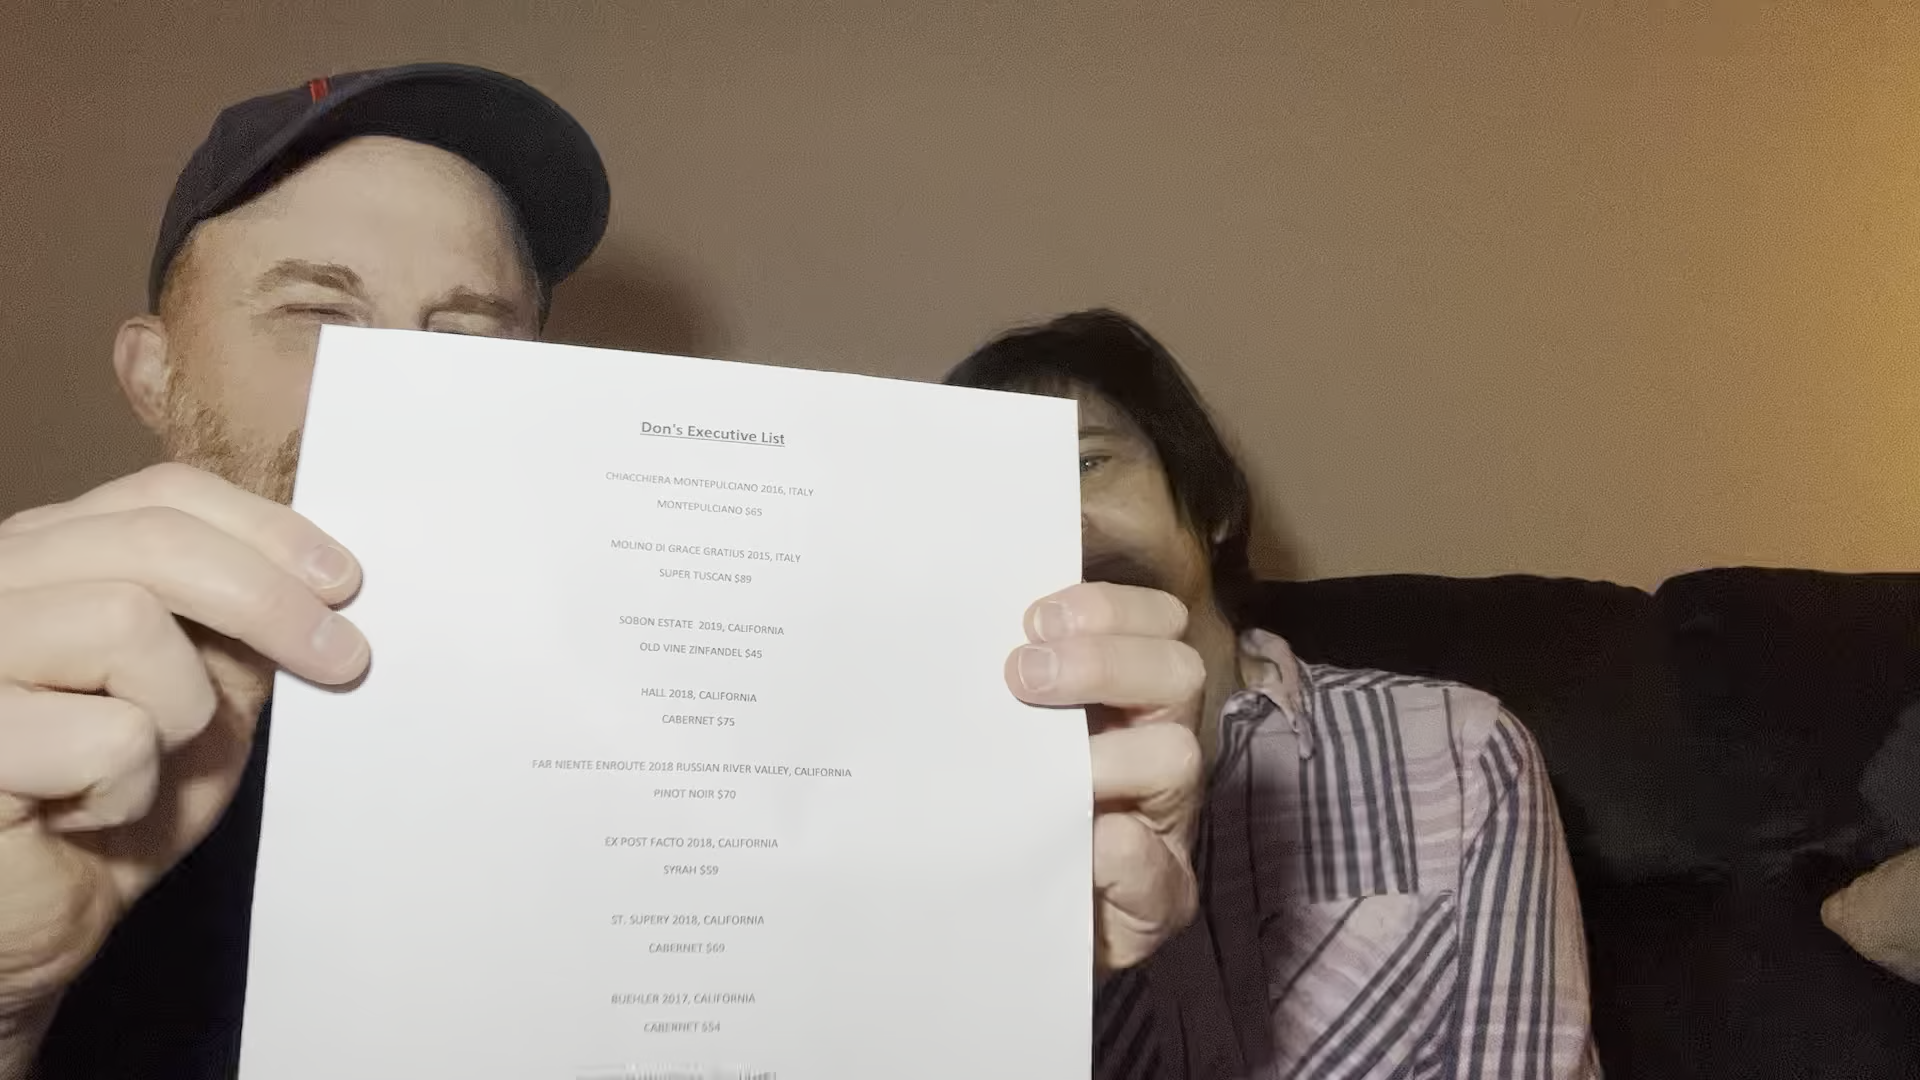 Don's Executive List
CHIACCHIERA MONTEPULCIANO 2016, ITALY
MONTEPULCIANO $65
MOLINO DI GRACE GRATIUS 2015, ITALY
SUPER TUSCAN $89
SOBON ESTATE 2019, CALIFORNIA
OLD VINE ZINFANDEL $45
HALL 2018, CALIFORNIA
CABERNET $75
FAR NIENTE ENROUTE 2018 RUSSIAN RIVER VALLEY, CALIFORNIA
PINOT NOIR $70
EX POST FACTO 2018, CALIFORNIA
SYRAH $59
ST. SUPERY 2018, CALIFORNIA
CABERNET $69
BUEHLER 2017, CALIFORNIA
CABERNET $54